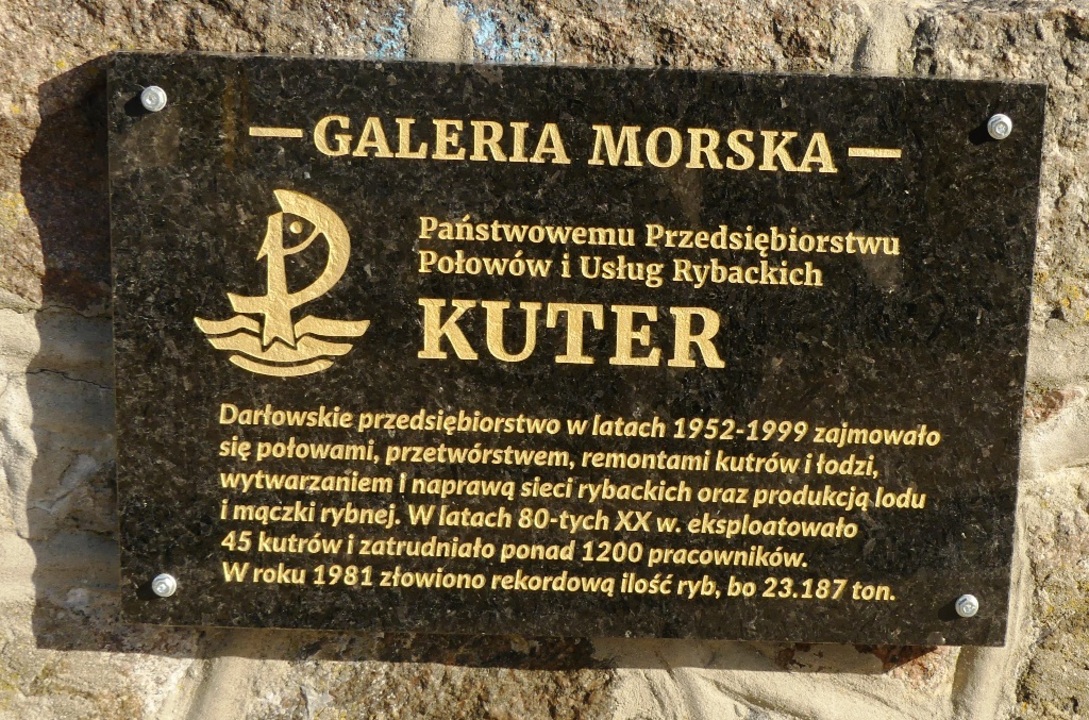 GALERIA MORSKA
Państwowemu Przedsiębiorstwu
Połowów i Usług Rybackich
KUTER
Darłowskie przedsiębiorstwo w latach 1952-1999 zajmowało
się połowami, przetwórstwem, remontami kutrów i łodzi,
wytwarzaniem i naprawą sieci rybackich oraz produkcją lodu
i mączki rybnej. W latach 80-tych XX w. eksploatowało
45 kutrów i zatrudniało ponad 1200 pracowników.
W roku 1981 złowiono rekordową ilość ryb, bo 23.187 ton.